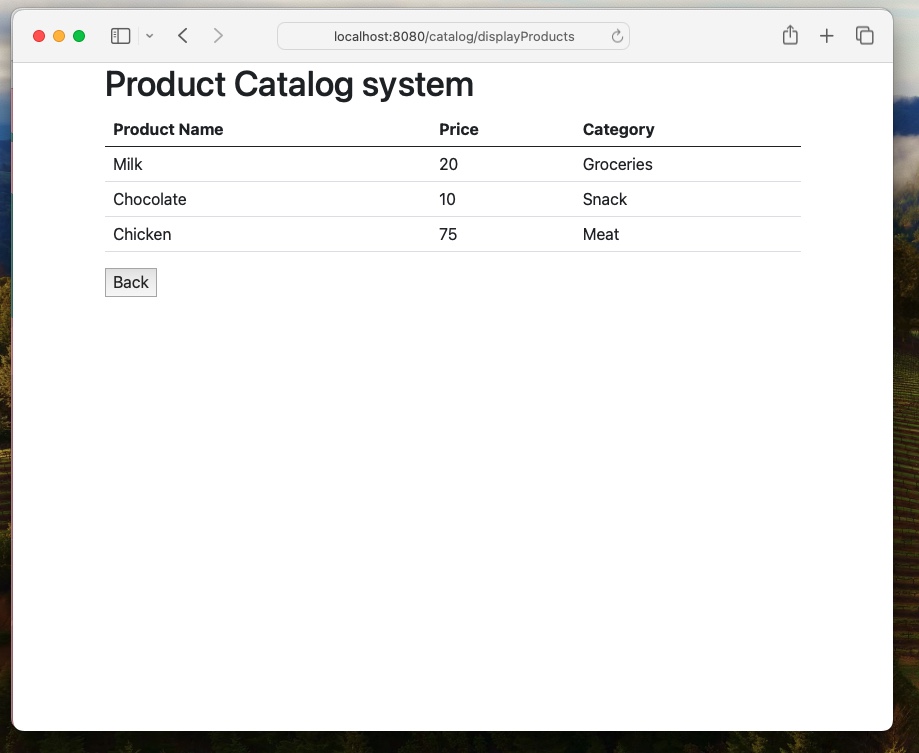 localhost:8080/catalog/displayProducts
Product Catalog system
Product Name Price Category
Milk 20 Groceries
Chocolate 10 Snack
Chicken 75 Meat
Back